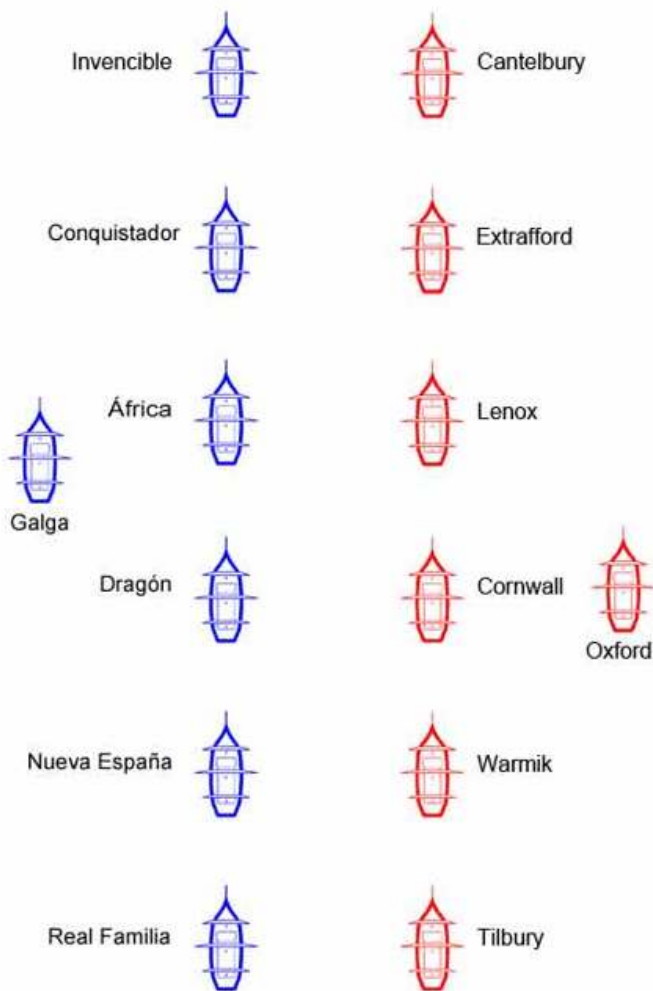 Invencible
Cantelbury
Conquistador
Extrafford
África
Lenox
Galga
Dragón
Cornwall
Oxford
Nueva España
Warmik
Real Familia
Tilbury